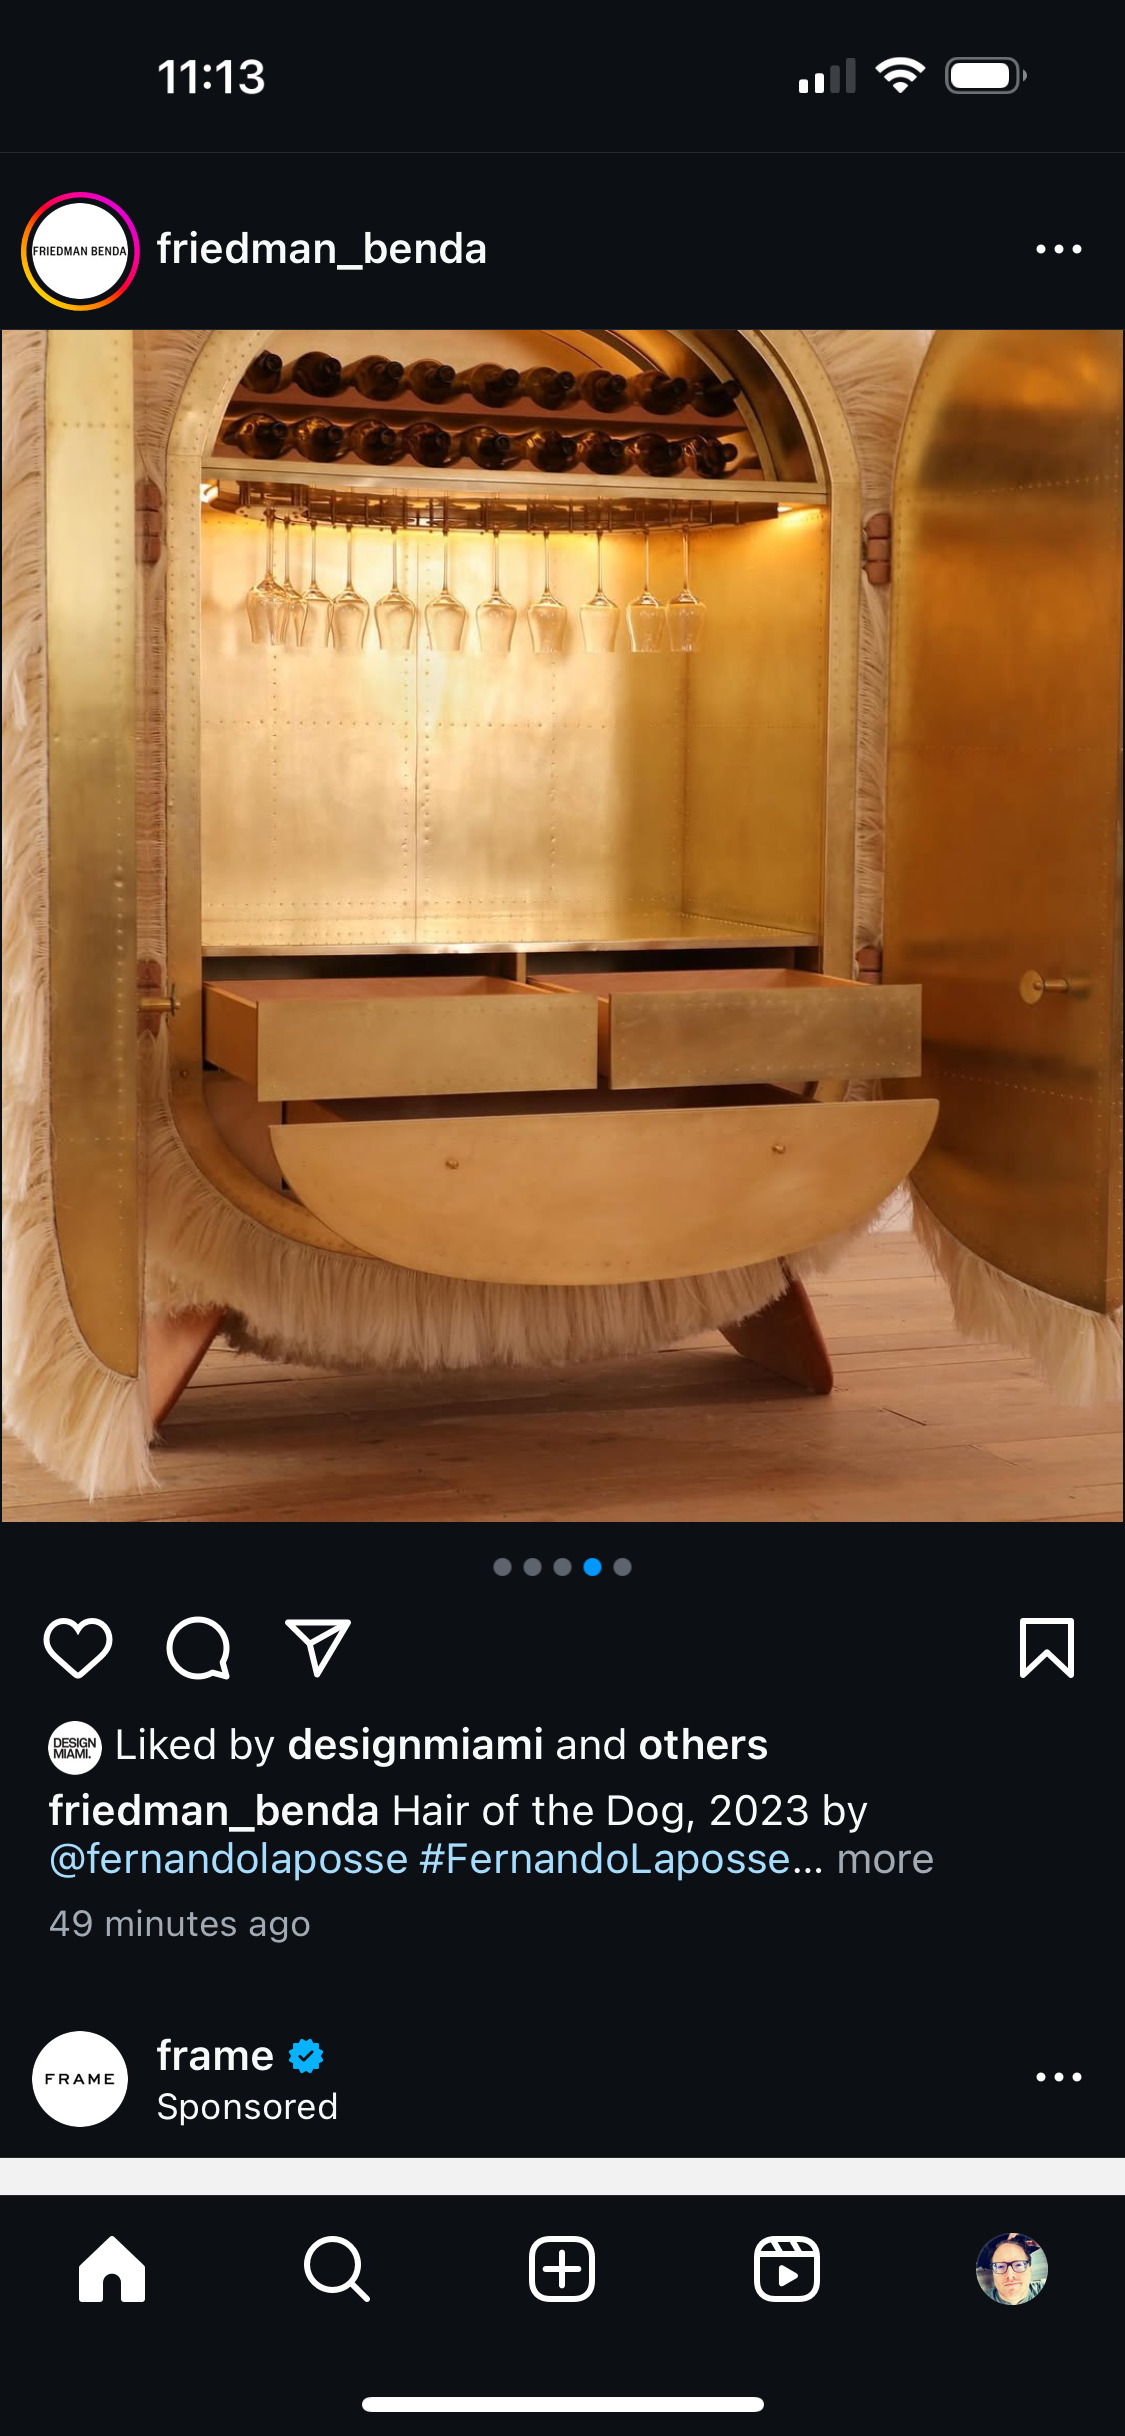 11:13
FRIEDMAN BENDA
friedman_benda
DESIGN
MIAMI.
Liked by designmiami and others
friedman_benda Hair of the Dog, 2023 by
@fernandolaposse #FernandoLaposse... more
49 minutes ago
FRAME
frame
Sponsored